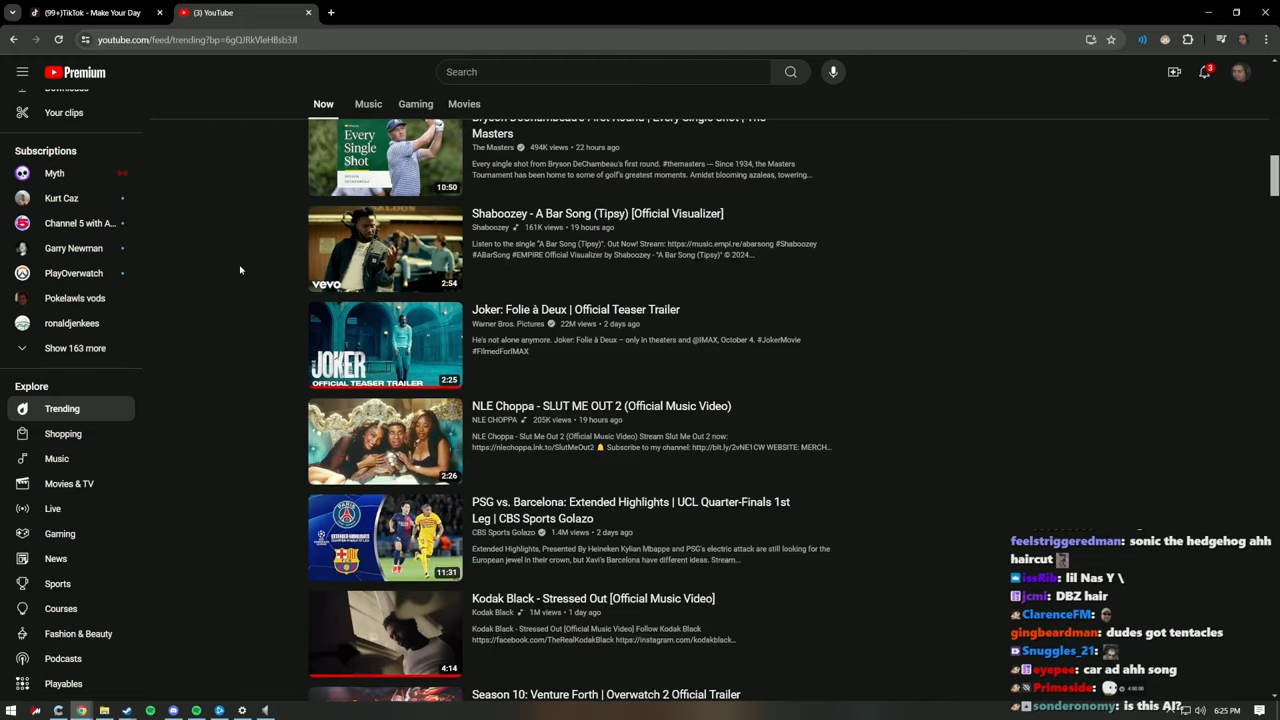 (99+)TikTok - Make Your Day
(3) YouTube
youtube.com/feed/trending?bp=6gQJRkVleHBsb3Jl
Premium
Search
3
Now
Music
Gaming
Movies
Downloads
Your clips
Subscriptions
Myth
Kurt Caz
Channel 5 with A...
Garry Newman
PlayOverwatch
Pokelawls vods
ronaldjenkees
Show 163 more
Explore
Trending
Shopping
Music
Movies & TV
Live
Gaming
News
Sports
Courses
Fashion & Beauty
Podcasts
Playables
Every
Single
Shot
BRYSON
DECHAMBEAU
10:50
Bryson DeChambeau's First Round | Every Single Shot | The
Masters
The Masters 494K views • 22 hours ago
Every single shot from Bryson DeChambeau's first round. #themasters — Since 1934, the Masters
Tournament has been home to some of golf's greatest moments. Amidst blooming azaleas, towering...
SALOON
vevo
2:54
Shaboozey - A Bar Song (Tipsy) [Official Visualizer]
Shaboozey 161K views • 19 hours ago
Listen to the single "A Bar Song (Tipsy)". Out Now! Stream: https://music.empi.re/abarsong #Shaboozey
#ABarSong #EMPIRE Official Visualizer by Shaboozey - "A Bar Song (Tipsy)" © 2024...
JOKER
OFFICIAL TEASER TRAILER
2:25
Joker: Folie à Deux | Official Teaser Trailer
Warner Bros. Pictures 22M views • 2 days ago
He's not alone anymore. Joker: Folie à Deux – only in theaters and @IMAX, October 4. #JokerMovie
#FilmedForIMAX
2:26
NLE Choppa - SLUT ME OUT 2 (Official Music Video)
NLE CHOPPA 205K views • 19 hours ago
NLE Choppa - Slut Me Out 2 (Official Music Video) Stream Slut Me Out 2 now:
https://nlechoppa.lnk.to/SlutMeOut2 🔔 Subscribe to my channel: http://bit.ly/2vNE1CW WEBSITE: MERCH...
PARIS
EXTENDED HIGHLIGHTS
11:31
PSG vs. Barcelona: Extended Highlights | UCL Quarter-Finals 1st
Leg | CBS Sports Golazo
CBS Sports Golazo 1.4M views • 2 days ago
Extended Highlights, Presented By Heineken Kylian Mbappe and PSG's electric attack are still looking for the
European jewel in their crown, but Xavi's Barcelona have different ideas. Stream...
4:14
Kodak Black - Stressed Out [Official Music Video]
Kodak Black 1M views • 1 day ago
Kodak Black - Stressed Out [Official Music Video] Follow Kodak Black
https://facebook.com/TheRealKodakBlack https://instagram.com/kodakblack...
Season 10: Venture Forth | Overwatch 2 Official Trailer
feelstriggeredman: sonic the hedgehog ahh
haircut
issRib: lil Nas Y \
jcml: DBZ hair
ClarenceFM:
gingbeardman: dudes got tentacles
Snuggles_21:
eyepee: car ad ahh song
Pr1meside: 4:00:00
sonderonomy: is this AI?
6:25 PM